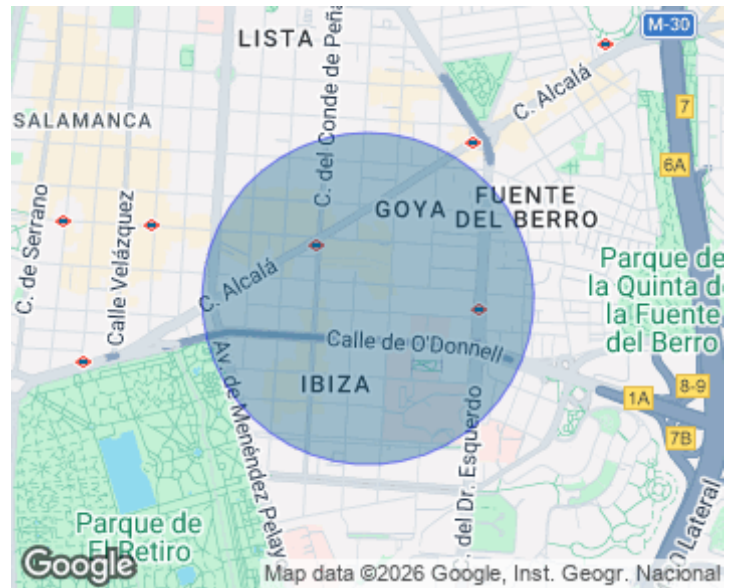 LISTA
M-30
C. Alcalá
7
SALAMANCA
C. del Conde de Peña
6A
GOYA
FUENTE
DEL BERRO
C. de Serrano
Calle Velázquez
Parque de
la Quinta d
la Fuente
del Berro
C. Alcalá
Calle de O'Donnell
IBIZA
8-9
1A
7B
Av. de Menéndez Pelay
C. del Dr. Esquerdo
O Lateral
Parque de
El Retiro
Google
Map data ©2026 Google, Inst. Geogr. Nacional